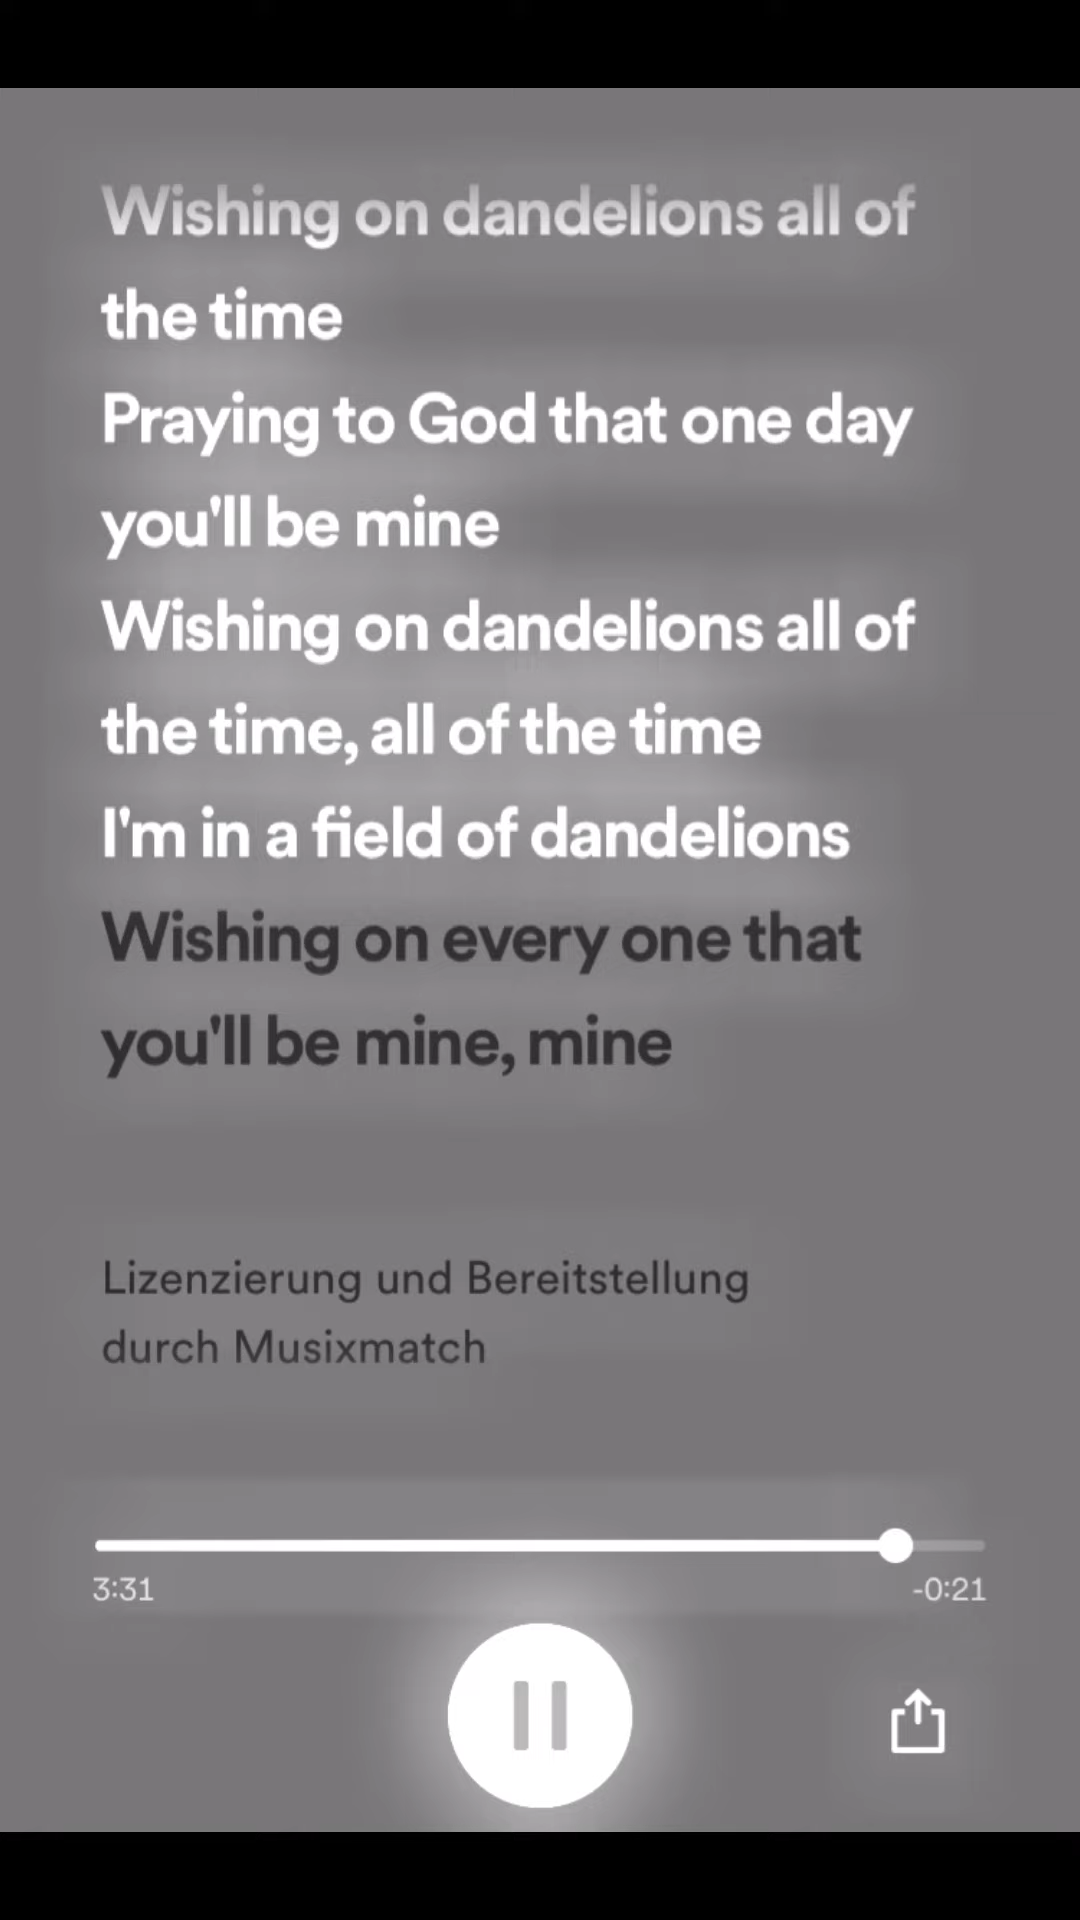 Wishing on dandelions all of
the time
Praying to God that one day
you'll be mine
Wishing on dandelions all of
the time, all of the time
I'm in a field of dandelions
Wishing on every one that
you'll be mine, mine
Lizenzierung und Bereitstellung
durch Musixmatch
3:31
-0:21